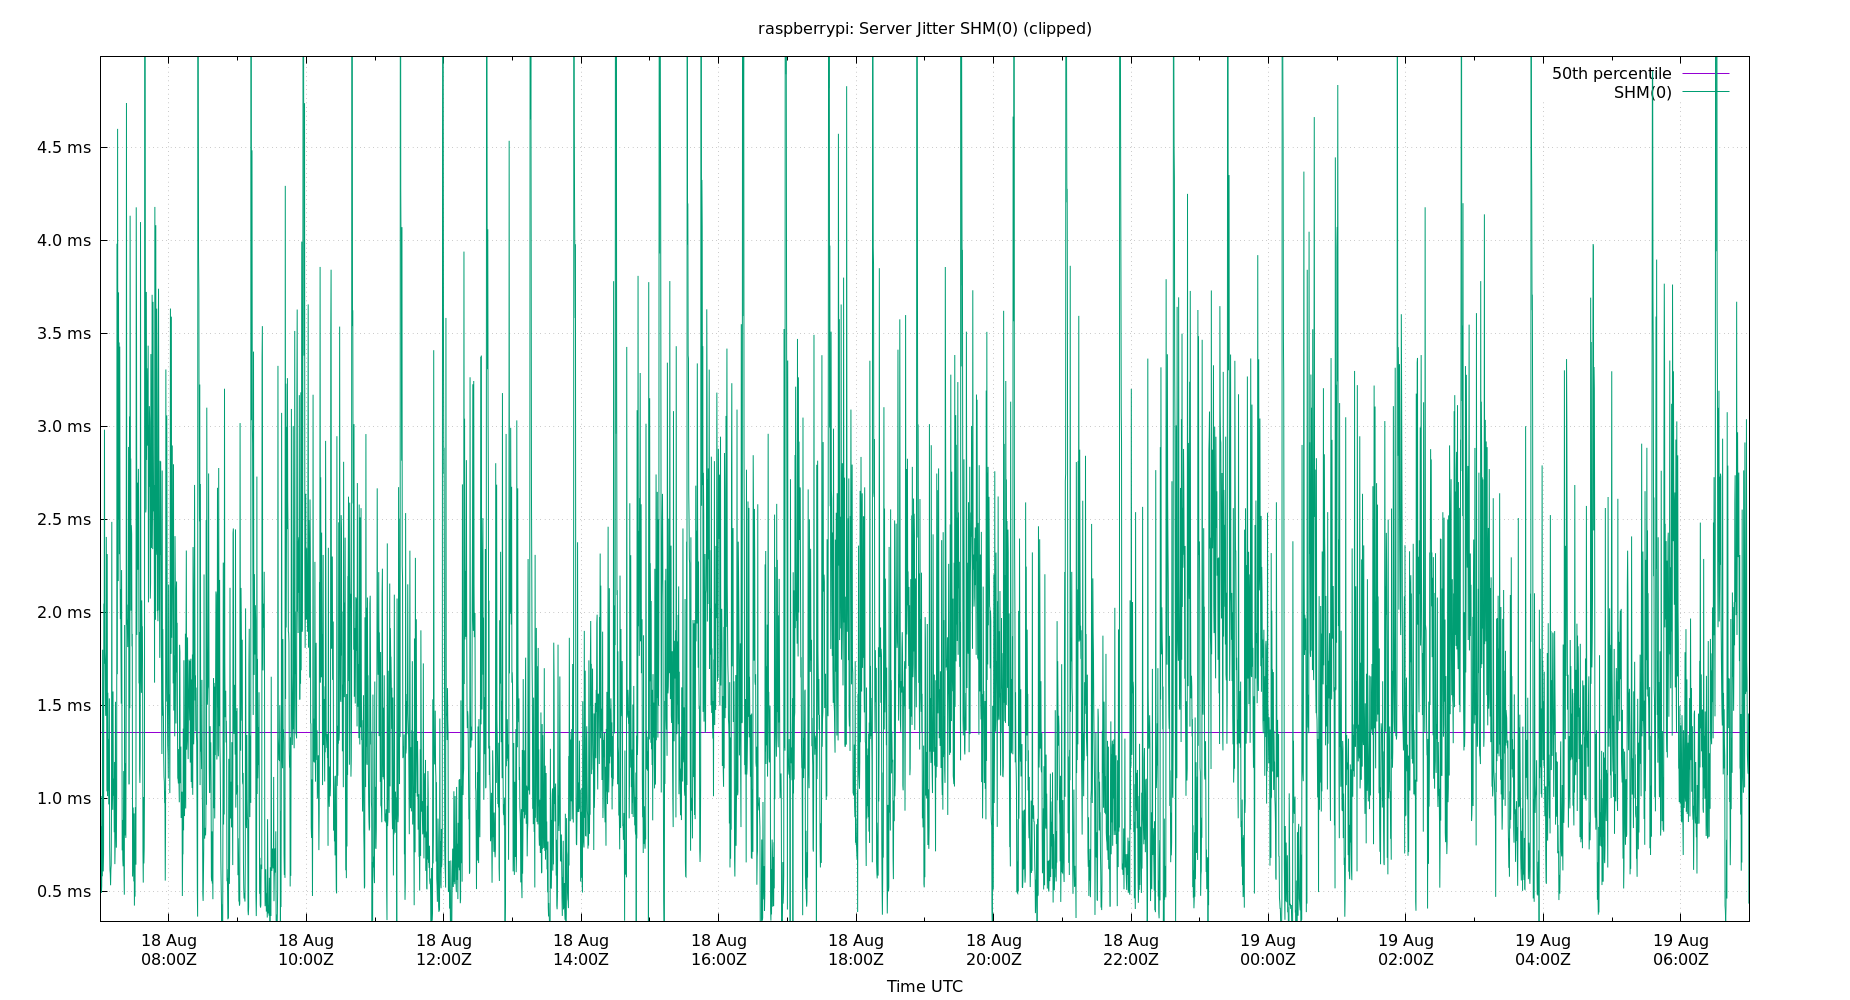 raspberrypi: Server Jitter SHM(0) (clipped)
50th percentile
SHM(0)
4.5 ms
4.0 ms
3.5 ms
3.0 ms
2.5 ms
2.0 ms
1.5 ms
1.0 ms
0.5 ms
18 Aug 18 Aug 18 Aug 18 Aug 18 Aug 18 Aug 18 Aug 18 Aug 19 Aug 19 Aug 19 Aug 19 Aug
08:00Z 10:00Z 12:00Z 14:00Z 16:00Z 18:00Z 20:00Z 22:00Z 00:00Z 02:00Z 04:00Z 06:00Z
Time UTC